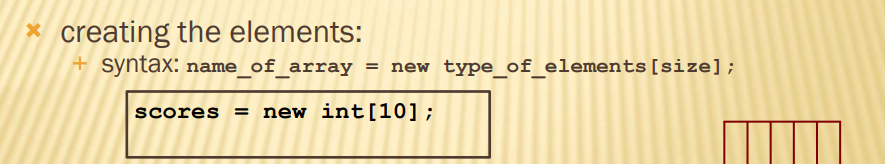 creating the elements:
syntax: name_of_array = new type_of_elements[size];
scores = new int[10];